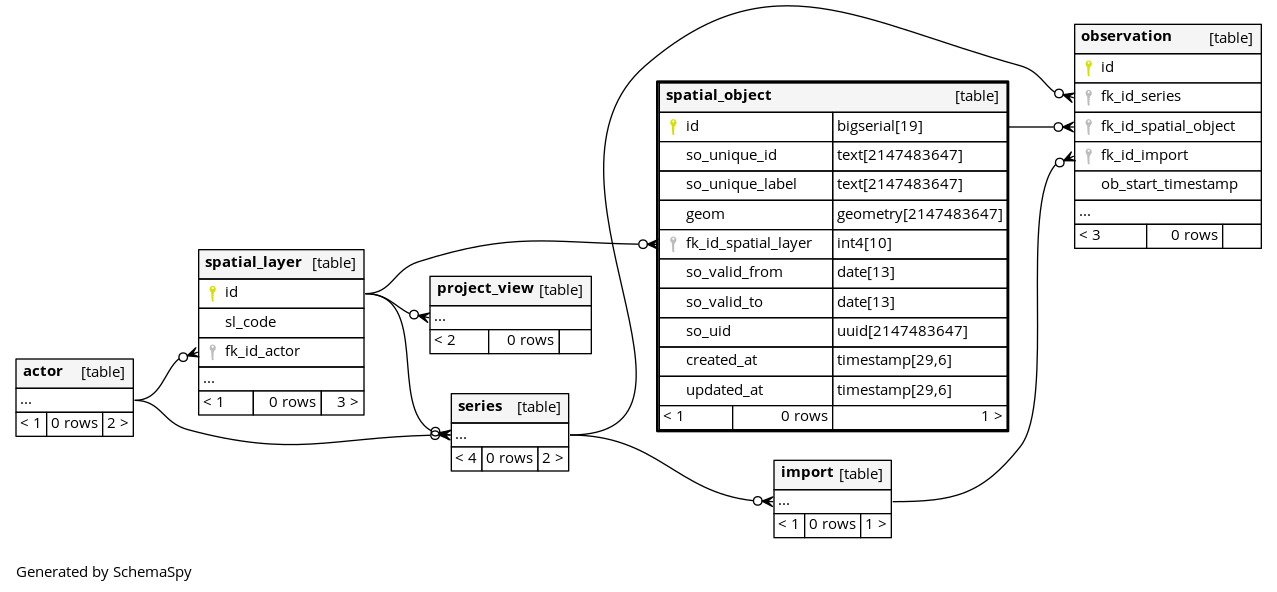 observation [table]
id
fk_id_series
fk_id_spatial_object
fk_id_import
ob_start_timestamp
...
< 3 0 rows
spatial_object [table]
id bigserial[19]
so_unique_id text[2147483647]
so_unique_label text[2147483647]
geom geometry[2147483647]
fk_id_spatial_layer int4[10]
so_valid_from date[13]
so_valid_to date[13]
so_uid uuid[2147483647]
created_at timestamp[29,6]
updated_at timestamp[29,6]
< 1 0 rows 1 >
spatial_layer [table]
id
sl_code
fk_id_actor
...
< 1 0 rows 3 >
project_view [table]
...
< 2 0 rows
actor [table]
...
< 1 0 rows 2 >
series [table]
...
< 4 0 rows 2 >
import [table]
...
< 1 0 rows 1 >
Generated by SchemaSpy